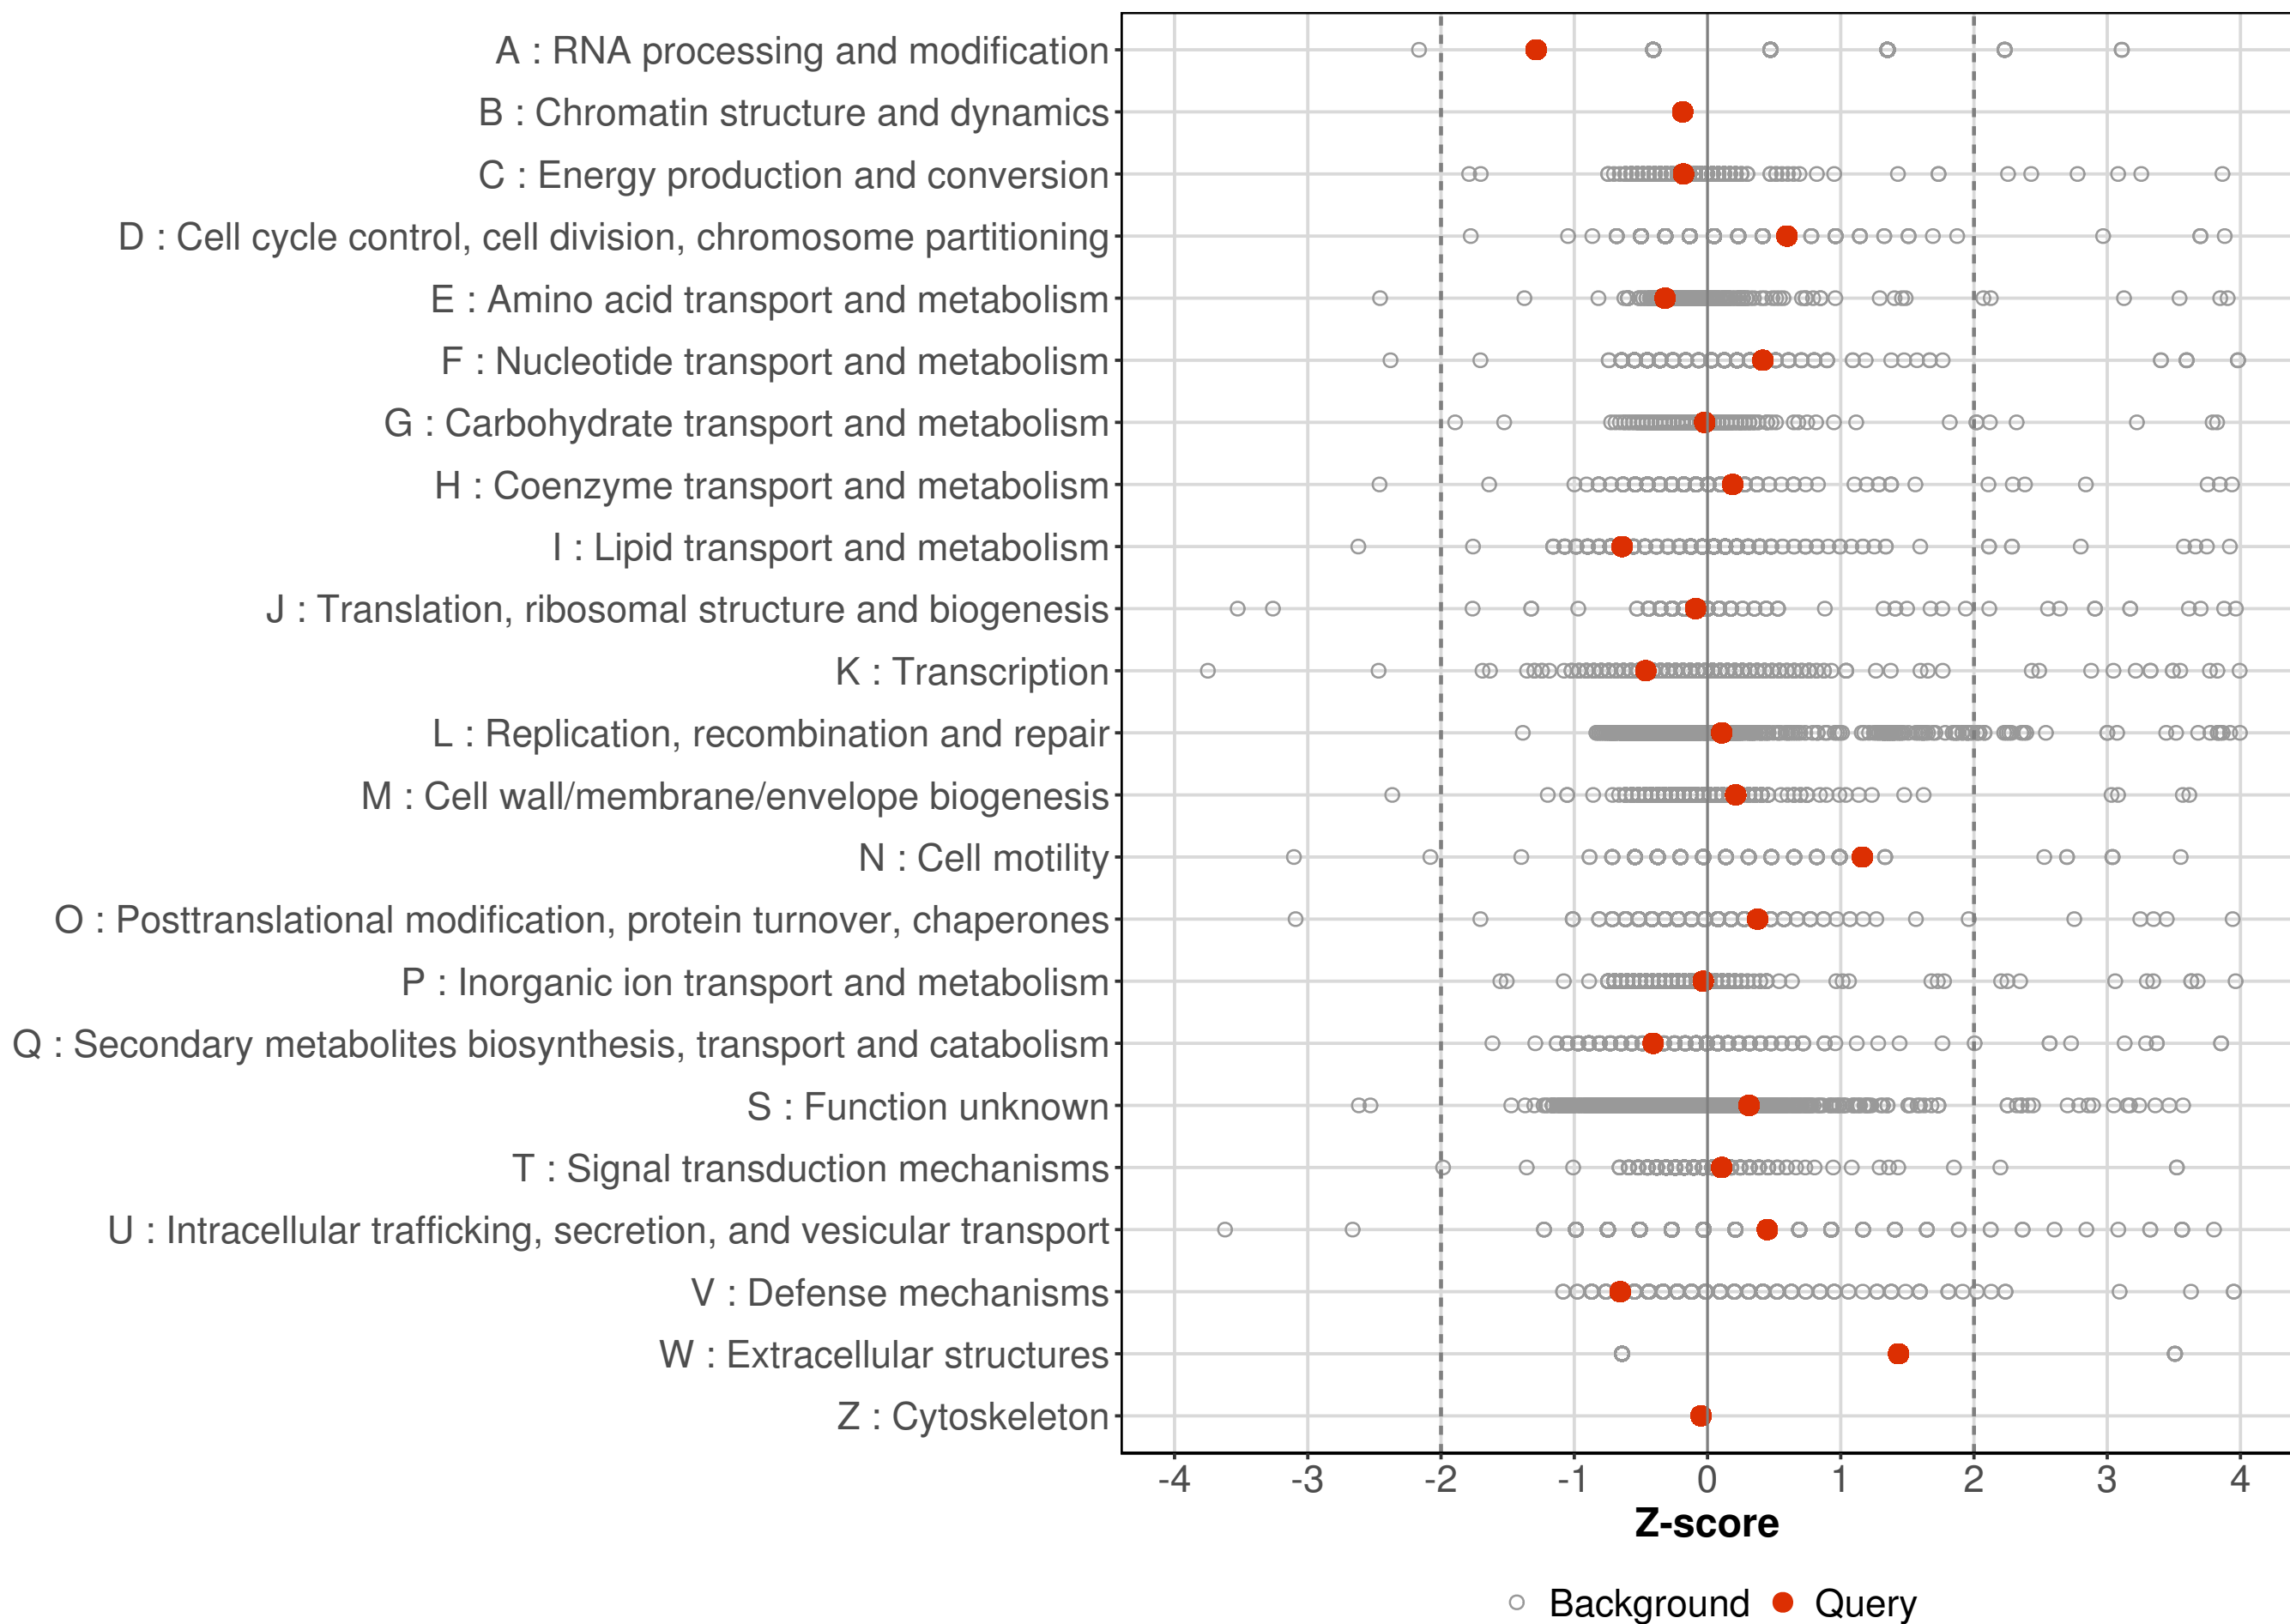 A : RNA processing and modification
B : Chromatin structure and dynamics
C : Energy production and conversion
D : Cell cycle control, cell division, chromosome partitioning
E : Amino acid transport and metabolism
F : Nucleotide transport and metabolism
G : Carbohydrate transport and metabolism
H : Coenzyme transport and metabolism
I : Lipid transport and metabolism
J : Translation, ribosomal structure and biogenesis
K : Transcription
L : Replication, recombination and repair
M : Cell wall/membrane/envelope biogenesis
N : Cell motility
O : Posttranslational modification, protein turnover, chaperones
P : Inorganic ion transport and metabolism
Q : Secondary metabolites biosynthesis, transport and catabolism
S : Function unknown
T : Signal transduction mechanisms
U : Intracellular trafficking, secretion, and vesicular transport
V : Defense mechanisms
W : Extracellular structures
Z : Cytoskeleton
-4 -3 -2 -1 0 1 2 3 4
Z-score
Background Query